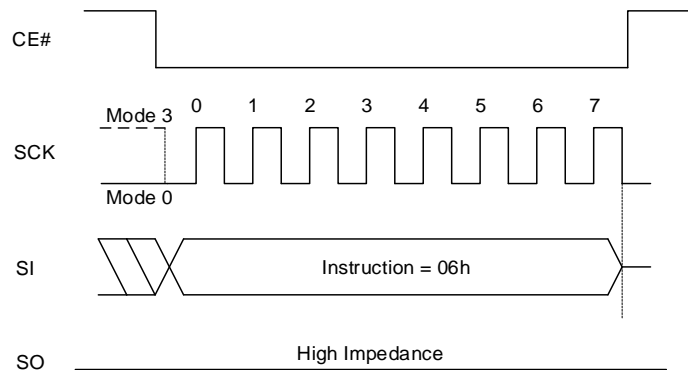 CE#
Mode 3
0 1 2 3 4 5 6 7
SCK
Mode 0
SI
Instruction = 06h
SO
High Impedance